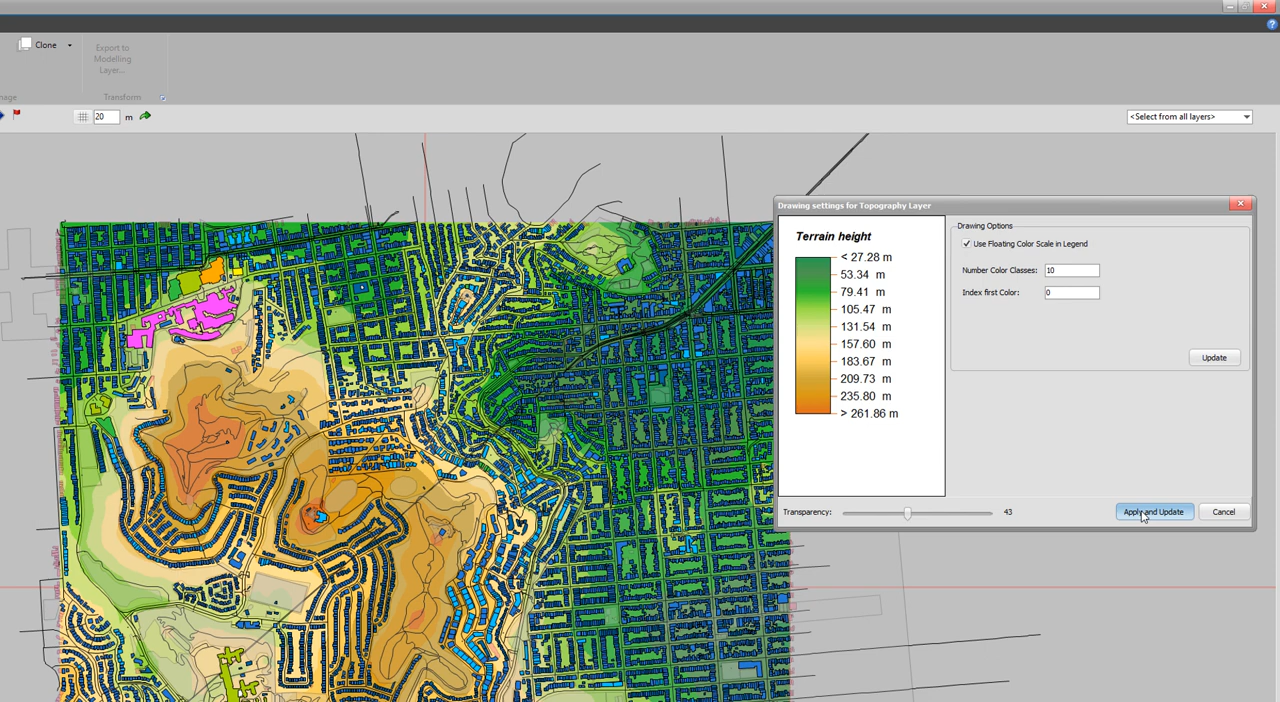 Clone
Export to
Modelling
Layer...
nage
Transform
20 m
<Select from all layers>
Drawing settings for Topography Layer
Terrain height
< 27.28 m
53.34 m
79.41 m
105.47 m
131.54 m
157.60 m
183.67 m
209.73 m
235.80 m
> 261.86 m
Drawing Options
Use Floating Color Scale in Legend
Number Color Classes: 10
Index first Color: 0
Update
Transparency: 43
Apply and Update
Cancel